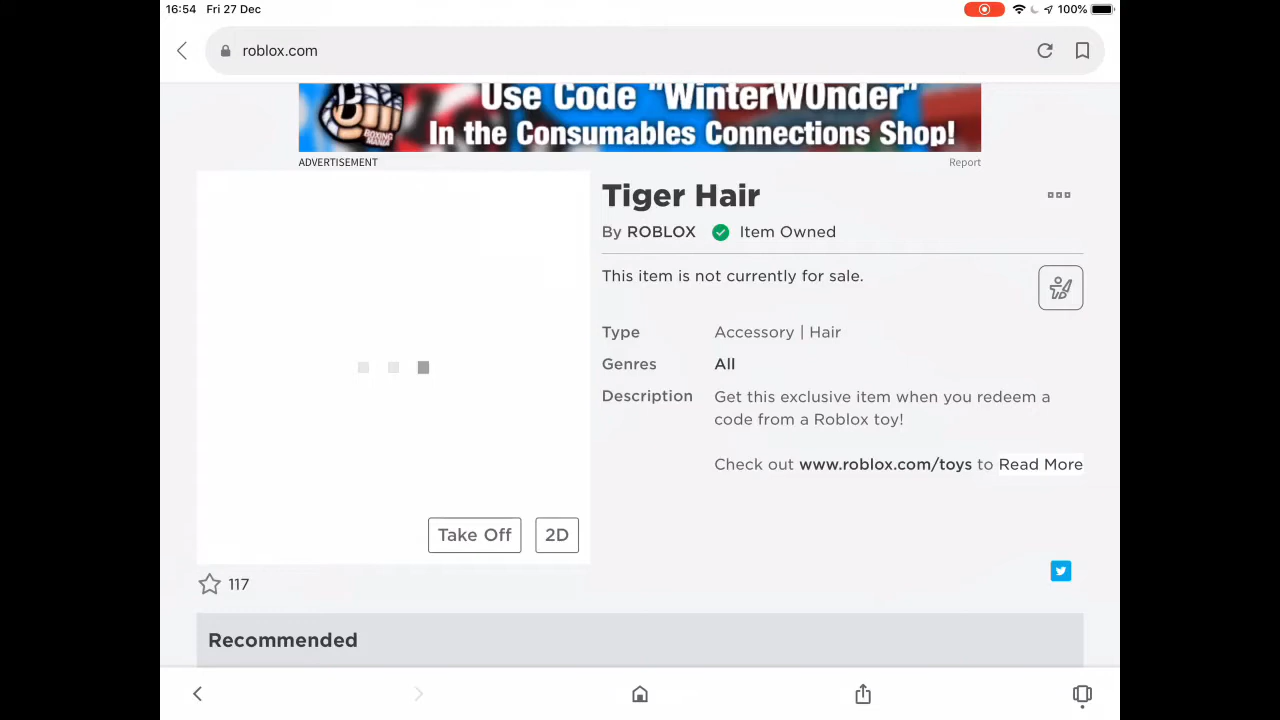 16:54 Fri 27 Dec 100%
roblox.com
Use Code "WinterW0nder"
In the Consumables Connections Shop!
BOXING
MANIA
ADVERTISEMENT Report
Tiger Hair
By ROBLOX Item Owned
This item is not currently for sale.
Type Accessory | Hair
Genres All
Description Get this exclusive item when you redeem a
code from a Roblox toy!
Check out www.roblox.com/toys to Read More
Take Off 2D
117
Recommended